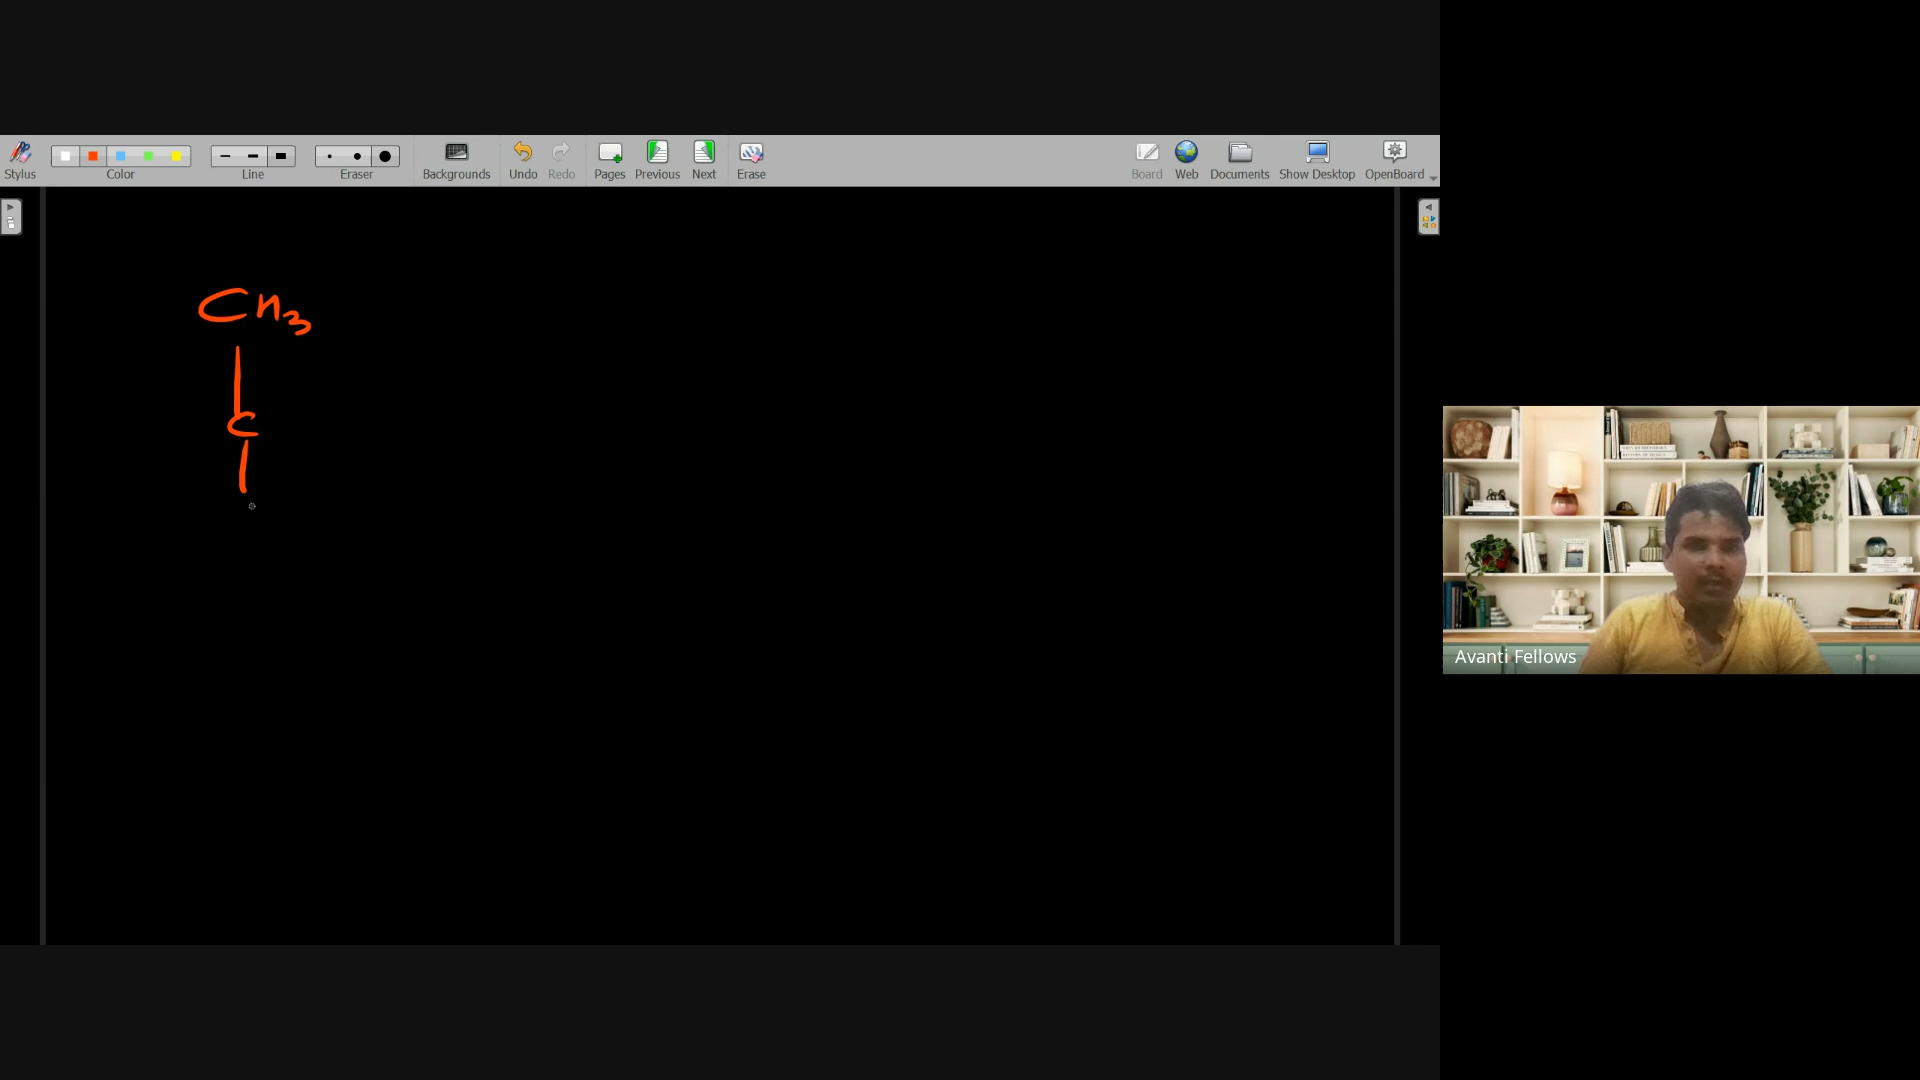 Stylus
Color
Line
Eraser
Backgrounds
Undo
Redo
Pages
Previous
Next
Erase
Board
Web
Documents
Show Desktop
OpenBoard
CH3
C
Avanti Fellows